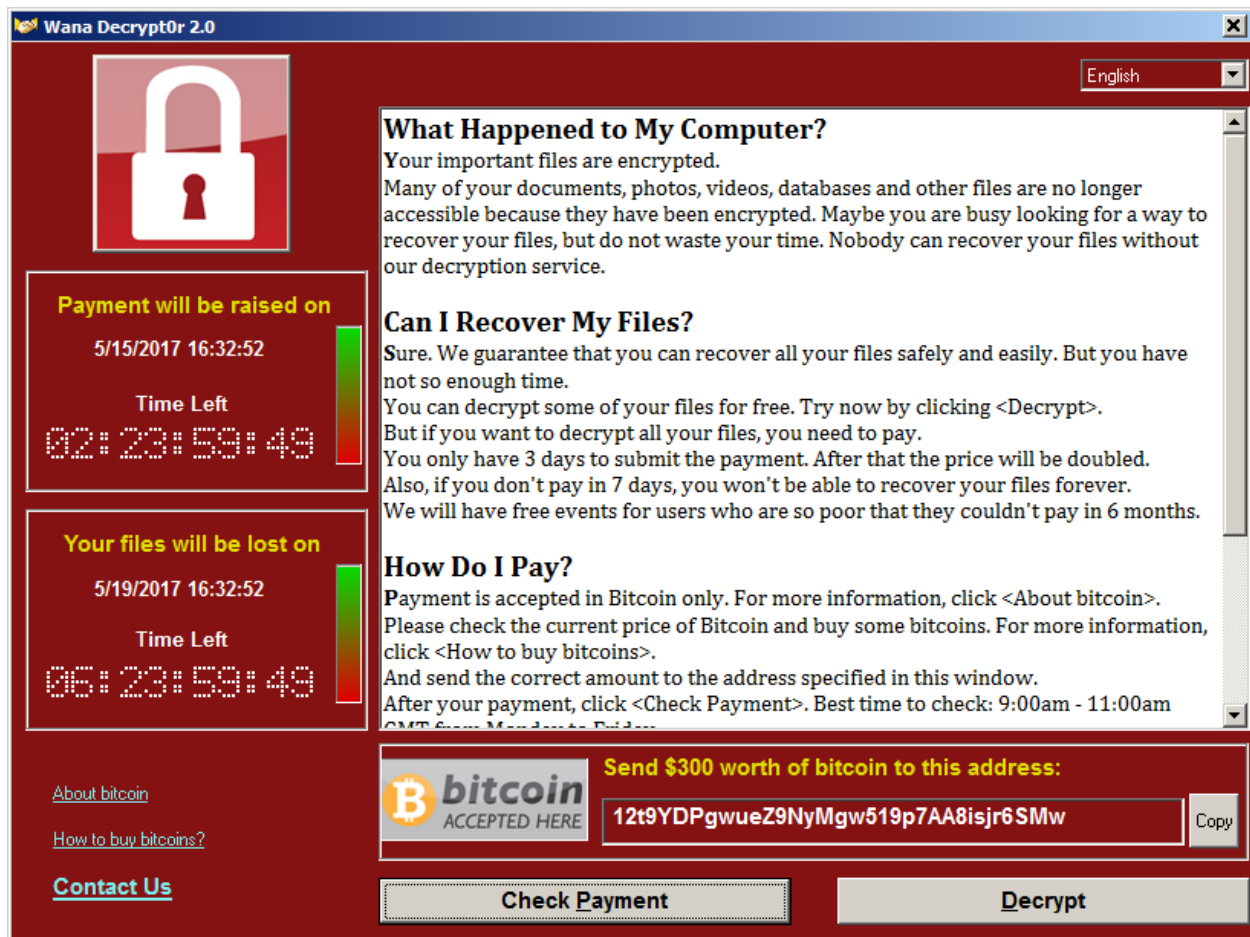 Wana Decrypt0r 2.0
English
Payment will be raised on
5/15/2017 16:32:52
Time Left
02:23:59:49
Your files will be lost on
5/19/2017 16:32:52
Time Left
06:23:59:49
About bitcoin
How to buy bitcoins?
Contact Us
What Happened to My Computer?
Your important files are encrypted.
Many of your documents, photos, videos, databases and other files are no longer
accessible because they have been encrypted. Maybe you are busy looking for a way to
recover your files, but do not waste your time. Nobody can recover your files without
our decryption service.
Can I Recover My Files?
Sure. We guarantee that you can recover all your files safely and easily. But you have
not so enough time.
You can decrypt some of your files for free. Try now by clicking <Decrypt>.
But if you want to decrypt all your files, you need to pay.
You only have 3 days to submit the payment. After that the price will be doubled.
Also, if you don't pay in 7 days, you won't be able to recover your files forever.
We will have free events for users who are so poor that they couldn't pay in 6 months.
How Do I Pay?
Payment is accepted in Bitcoin only. For more information, click <About bitcoin>.
Please check the current price of Bitcoin and buy some bitcoins. For more information,
click <How to buy bitcoins>.
And send the correct amount to the address specified in this window.
After your payment, click <Check Payment>. Best time to check: 9:00am - 11:00am
GMT from Monday to Friday.
bitcoin
ACCEPTED HERE
Send $300 worth of bitcoin to this address:
12t9YDPgwueZ9NyMgw519p7AA8isjr6SMw
Copy
Check Payment
Decrypt